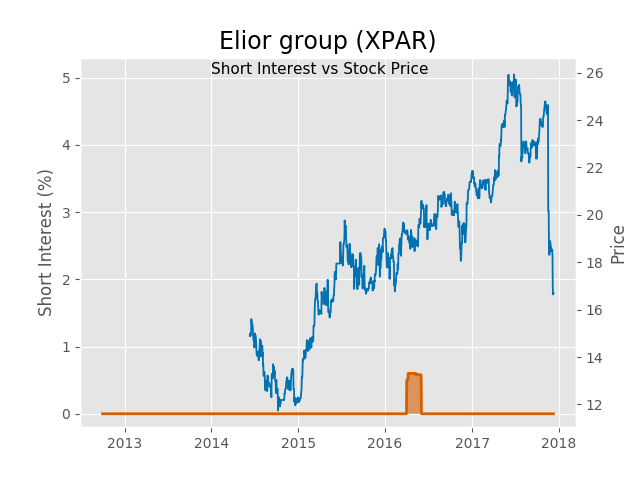 Elior group (XPAR)
Short Interest vs Stock Price
Short Interest (%)
5
4
3
2
1
0
26
24
22
20
18
16
14
12
Price
2013 2014 2015 2016 2017 2018